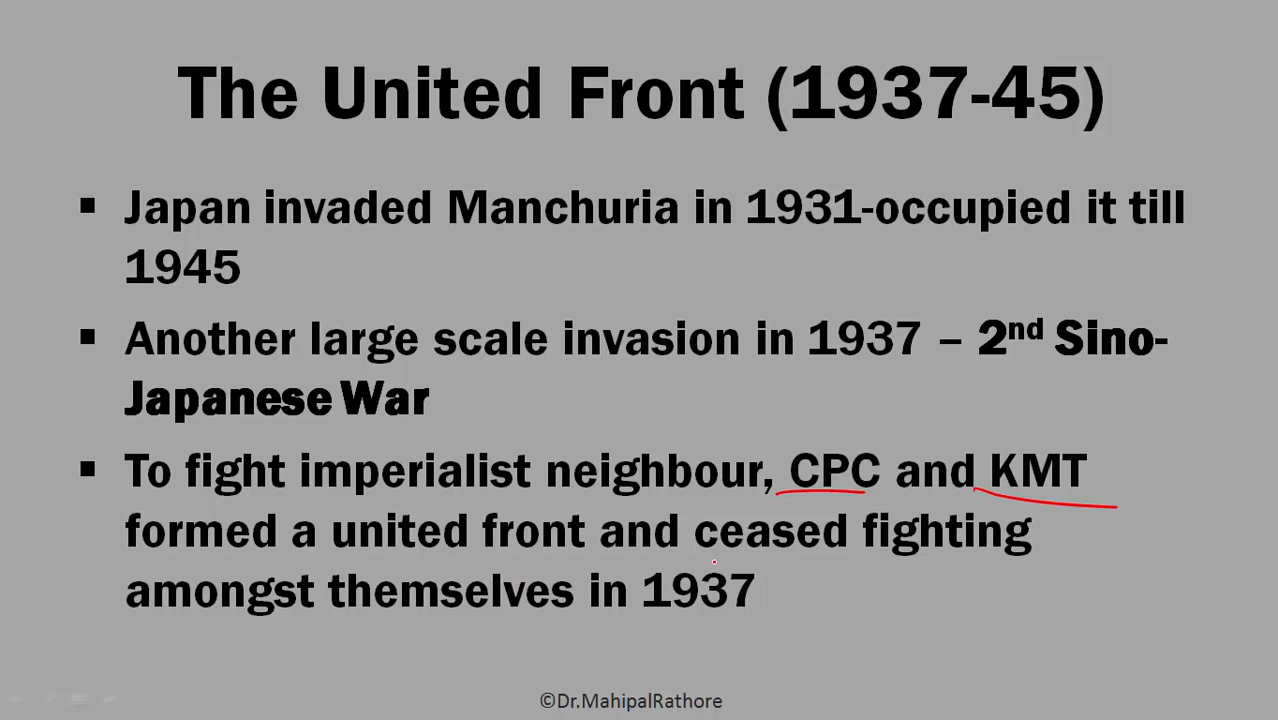 The United Front (1937-45)
▪ Japan invaded Manchuria in 1931-occupied it till
1945
▪ Another large scale invasion in 1937 – 2nd Sino-
Japanese War
▪ To fight imperialist neighbour, CPC and KMT
formed a united front and ceased fighting
amongst themselves in 1937
©Dr.MahipalRathore